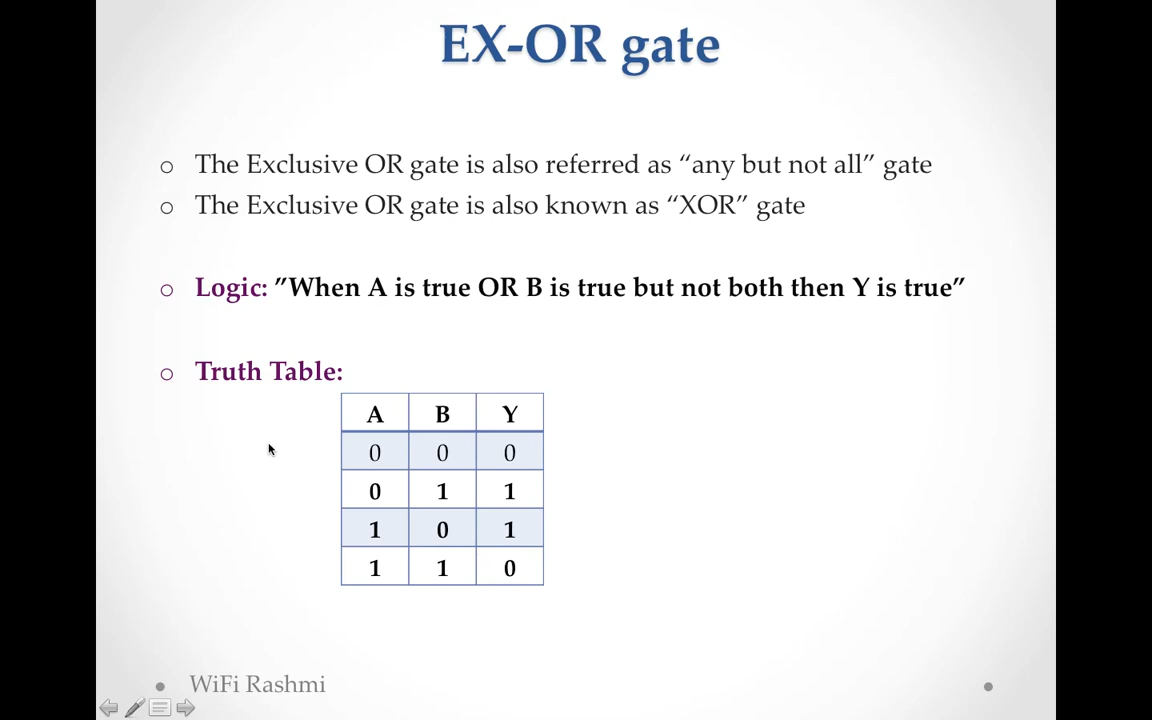 EX-OR gate
The Exclusive OR gate is also referred as “any but not all” gate
The Exclusive OR gate is also known as “XOR” gate
Logic: ”When A is true OR B is true but not both then Y is true”
Truth Table:
A B Y
0 0 0
0 1 1
1 0 1
1 1 0
WiFi Rashmi